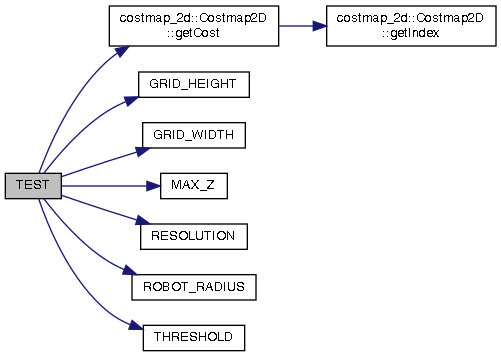 costmap_2d::Costmap2D
::getCost
costmap_2d::Costmap2D
::getIndex
GRID_HEIGHT
GRID_WIDTH
TEST
MAX_Z
RESOLUTION
ROBOT_RADIUS
THRESHOLD